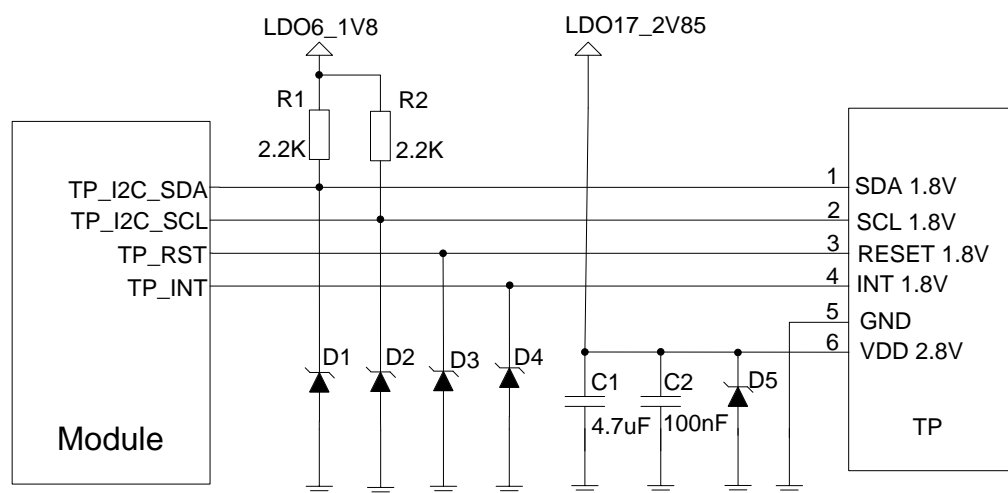 LDO6_1V8
LDO17_2V85
R1
R2
2.2K
2.2K
TP_I2C_SDA
TP_I2C_SCL
TP_RST
TP_INT
1
SDA 1.8V
2
SCL 1.8V
3
RESET 1.8V
4
INT 1.8V
5
GND
6
VDD 2.8V
D1
D2
D3
D4
C1
4.7uF
C2
100nF
D5
Module
TP